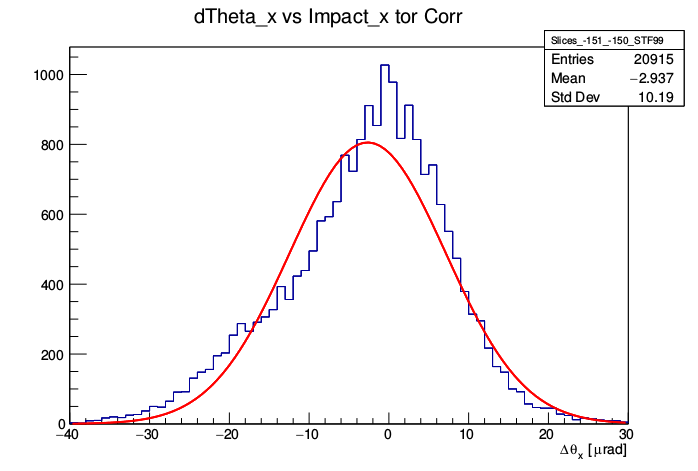 dTheta_x vs Impact_x tor Corr
Slices_-151_-150_STF99
Entries 20915
Mean −2.937
Std Dev 10.19
1000
800
600
400
200
0
−40 −30 −20 −10 0 10 20 30
Δθx [μrad]